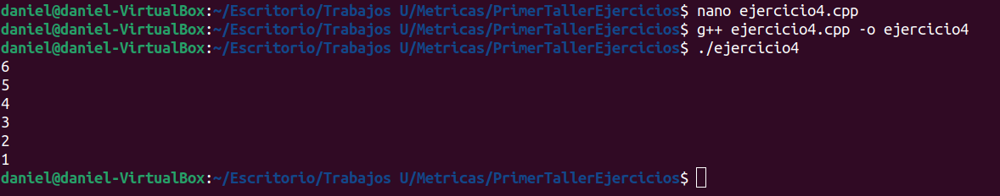 daniel@daniel-VirtualBox:~/Escritorio/Trabajos U/Metricas/PrimerTallerEjercicios$ nano ejercicio4.cpp
daniel@daniel-VirtualBox:~/Escritorio/Trabajos U/Metricas/PrimerTallerEjercicios$ g++ ejercicio4.cpp -o ejercicio4
daniel@daniel-VirtualBox:~/Escritorio/Trabajos U/Metricas/PrimerTallerEjercicios$ ./ejercicio4
6
5
4
3
2
1
daniel@daniel-VirtualBox:~/Escritorio/Trabajos U/Metricas/PrimerTallerEjercicios$